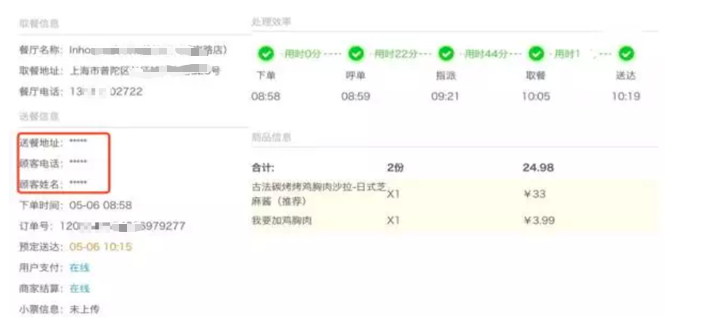 取餐信息
餐厅名称: Inho 路店)
取餐地址: 上海市普陀区 号
餐厅电话: 13 02722
送餐信息
送餐地址: *****
顾客电话: *****
顾客姓名: *****
下单时间: 05-06 08:58
订单号: 120 6979277
预定送达: 05-06 10:15
用户支付: 在线
商家结算: 在线
小票信息: 未上传
处理效率
用时0分 用时22分 用时44分 用时1
下单 呼单 指派 取餐 送达
08:58 08:59 09:21 10:05 10:19
商品信息
合计: 2份 24.98
古法碳烤烤鸡胸肉沙拉-日式芝
麻酱(推荐) X1 ¥33
我要加鸡胸肉 X1 ¥3.99